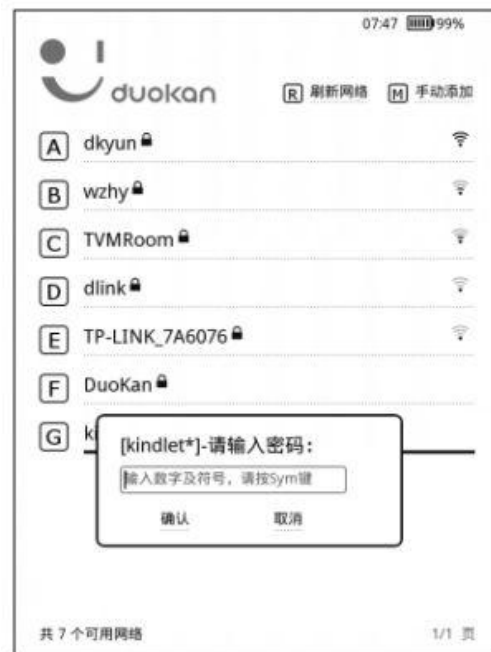 07:47 99%
duokan
R 刷新网络 M 手动添加
A dkyun
B wzhy
C TVMRoom
D dlink
E TP-LINK_7A6076
F DuoKan
G ki
[kindlet*]-请输入密码：
输入数字及符号，请按Sym键
确认 取消
共 7 个可用网络 1/1 页